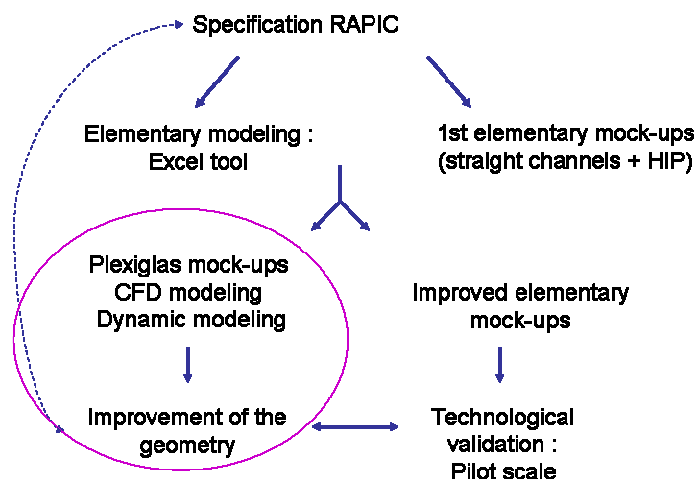 Specification RAPIC
Elementary modeling :
Excel tool
1st elementary mock-ups
(straight channels + HIP)
Plexiglas mock-ups
CFD modeling
Dynamic modeling
Improved elementary
mock-ups
Improvement of the
geometry
Technological
validation :
Pilot scale